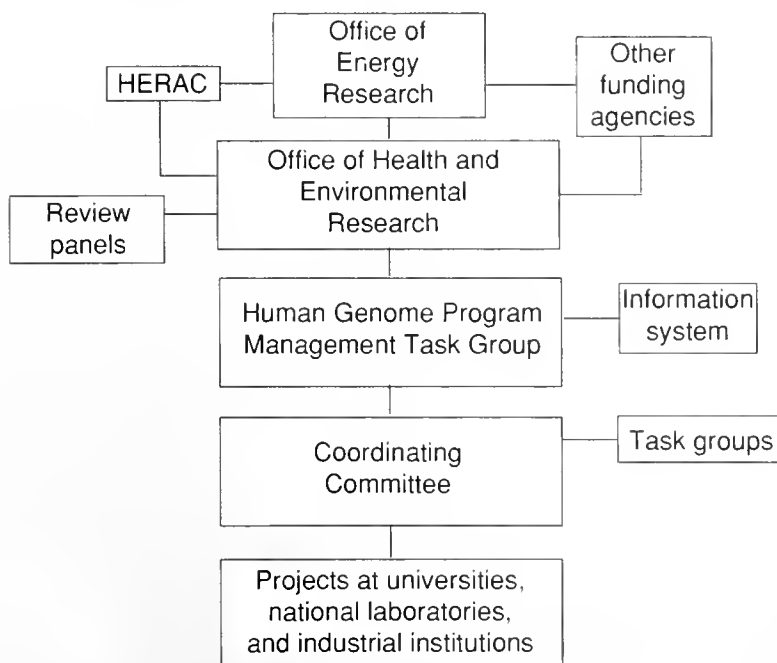 Office of
Energy
Research
HERAC
Other
funding
agencies
Office of Health and
Environmental
Research
Review
panels
Human Genome Program
Management Task Group
Information
system
Coordinating
Committee
Task groups
Projects at universities,
national laboratories,
and industrial institutions